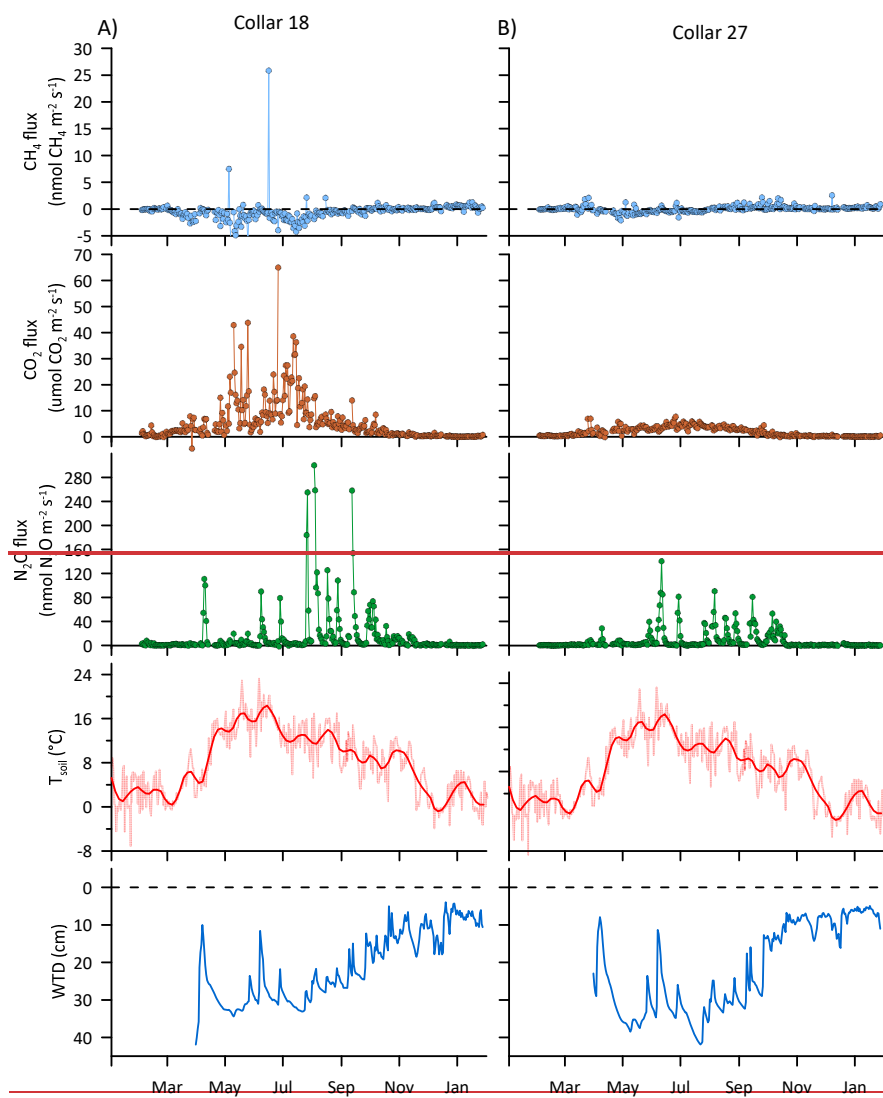 A)
Collar 18
B)
Collar 27
CH₄ flux
(nmol CH₄ m⁻² s⁻¹)
30
25
20
15
10
5
0
-5
CO₂ flux
(umol CO₂ m⁻² s⁻¹)
70
60
50
40
30
20
10
0
N₂O flux
(nmol N₂O m⁻² s⁻¹)
280
240
200
160
120
80
40
0
T soil (°C)
24
16
8
0
-8
WTD (cm)
0
10
20
30
40
Mar May Jul Sep Nov Jan
Mar May Jul Sep Nov Jan